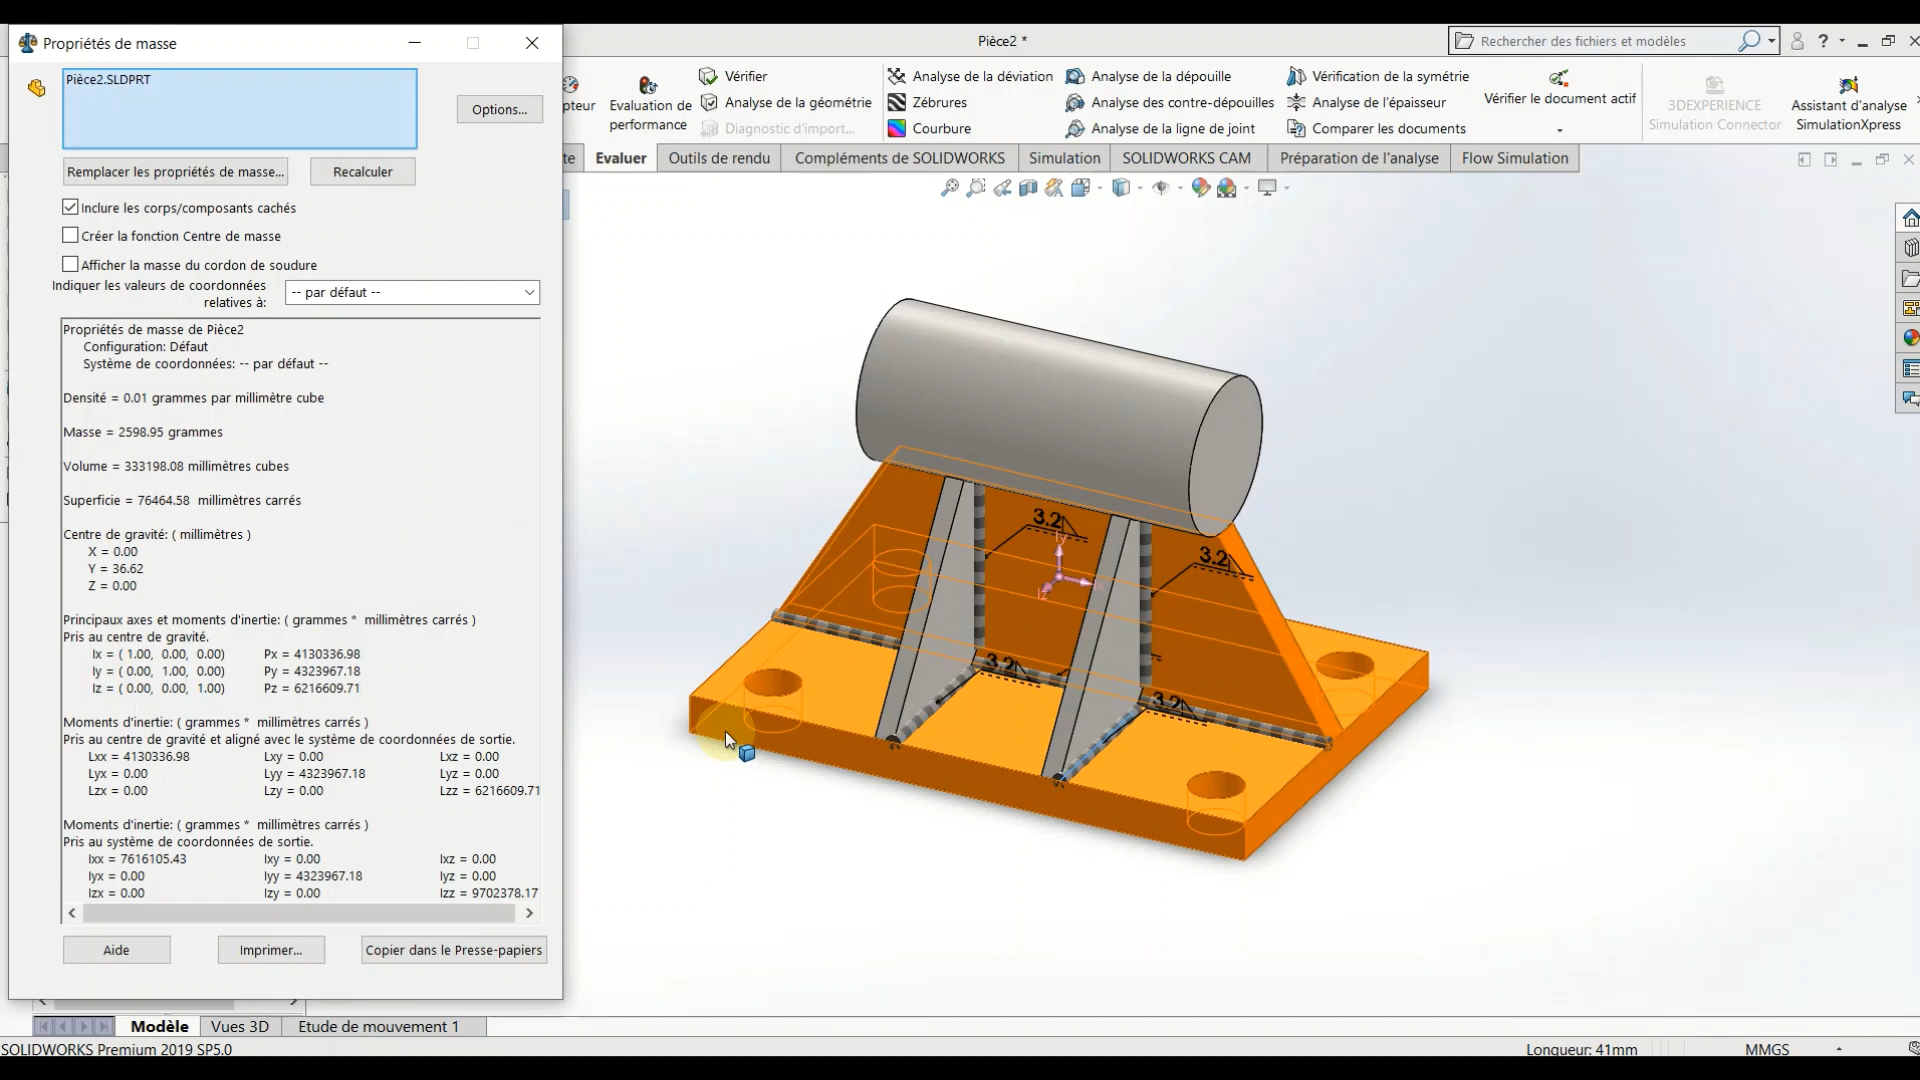 Propriétés de masse
Pièce2.SLDPRT
Options...
Remplacer les propriétés de masse...
Recalculer
Inclure les corps/composants cachés
Créer la fonction Centre de masse
Afficher la masse du cordon de soudure
Indiquer les valeurs de coordonnées relatives à:
-- par défaut --
Propriétés de masse de Pièce2
Configuration: Défaut
Système de coordonnées: -- par défaut --
Densité = 0.01 grammes par millimètre cube
Masse = 2598.95 grammes
Volume = 333198.08 millimètres cubes
Superficie = 76464.58 millimètres carrés
Centre de gravité: ( millimètres )
X = 0.00
Y = 36.62
Z = 0.00
Principaux axes et moments d'inertie: ( grammes * millimètres carrés )
Pris au centre de gravité.
Ix = ( 1.00, 0.00, 0.00) Px = 4130336.98
Iy = ( 0.00, 1.00, 0.00) Py = 4323967.18
Iz = ( 0.00, 0.00, 1.00) Pz = 6216609.71
Moments d'inertie: ( grammes * millimètres carrés )
Pris au centre de gravité et aligné avec le système de coordonnées de sortie.
Lxx = 4130336.98 Lxy = 0.00 Lxz = 0.00
Lyx = 0.00 Lyy = 4323967.18 Lyz = 0.00
Lzx = 0.00 Lzy = 0.00 Lzz = 6216609.71
Moments d'inertie: ( grammes * millimètres carrés )
Pris au système de coordonnées de sortie.
Ixx = 7616105.43 Ixy = 0.00 Ixz = 0.00
Iyx = 0.00 Iyy = 4323967.18 Iyz = 0.00
Izx = 0.00 Izy = 0.00 Izz = 9702378.17
Aide
Imprimer...
Copier dans le Presse-papiers
Pièce2 *
Rechercher des fichiers et modèles
?
pteur
Evaluation de performance
Vérifier
Analyse de la géométrie
Diagnostic d'import...
Analyse de la déviation
Zébrures
Courbure
Analyse de la dépouille
Analyse des contre-dépouilles
Analyse de la ligne de joint
Vérification de la symétrie
Analyse de l'épaisseur
Comparer les documents
Vérifier le document actif
3DEXPERIENCE
Simulation Connector
Assistant d'analyse
SimulationXpress
te
Evaluer
Outils de rendu
Compléments de SOLIDWORKS
Simulation
SOLIDWORKS CAM
Préparation de l'analyse
Flow Simulation
3.2
3.2
3.2
3.2
Modèle
Vues 3D
Etude de mouvement 1
SOLIDWORKS Premium 2019 SP5.0
Longueur: 41mm
MMGS